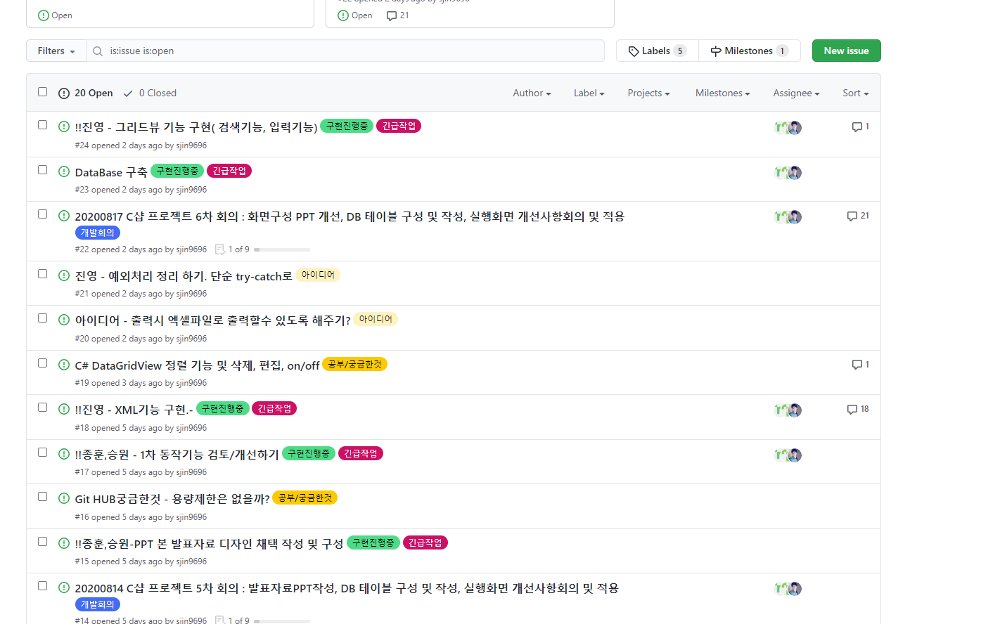 #22 opened 2 days ago by sjin9696
Open
Open 21
Filters is:issue is:open Labels 5 Milestones 1 New issue
20 Open 0 Closed Author Label Projects Milestones Assignee Sort
!!진영 - 그리드뷰 기능 구현( 검색기능, 입력기능) 구현진행중 긴급작업 1
#24 opened 2 days ago by sjin9696
DataBase 구축 구현진행중 긴급작업
#23 opened 2 days ago by sjin9696
20200817 C샵 프로젝트 6차 회의 : 화면구성 PPT 개선, DB 테이블 구성 및 작성, 실행화면 개선사항회의 및 적용 21
개발회의
#22 opened 2 days ago by sjin9696 1 of 9
진영 - 예외처리 정리 하기. 단순 try-catch로 아이디어
#21 opened 2 days ago by sjin9696
아이디어 - 출력시 엑셀파일로 출력할수 있도록 해주기? 아이디어
#20 opened 2 days ago by sjin9696
C# DataGridView 정렬 기능 및 삭제, 편집, on/off 공부/궁금한것 1
#19 opened 3 days ago by sjin9696
!!진영 - XML기능 구현.- 구현진행중 긴급작업 18
#18 opened 5 days ago by sjin9696
!!종훈,승원 - 1차 동작기능 검토/개선하기 구현진행중 긴급작업
#17 opened 5 days ago by sjin9696
Git HUB궁금한것 - 용량제한은 없을까? 공부/궁금한것
#16 opened 5 days ago by sjin9696
!!종훈,승원-PPT 본 발표자료 디자인 채택 작성 및 구성 구현진행중 긴급작업
#15 opened 5 days ago by sjin9696
20200814 C샵 프로젝트 5차 회의 : 발표자료PPT작성, DB 테이블 구성 및 작성, 실행화면 개선사항회의 및 적용
개발회의
#14 opened 5 days ago by sjin9696 1 of 9